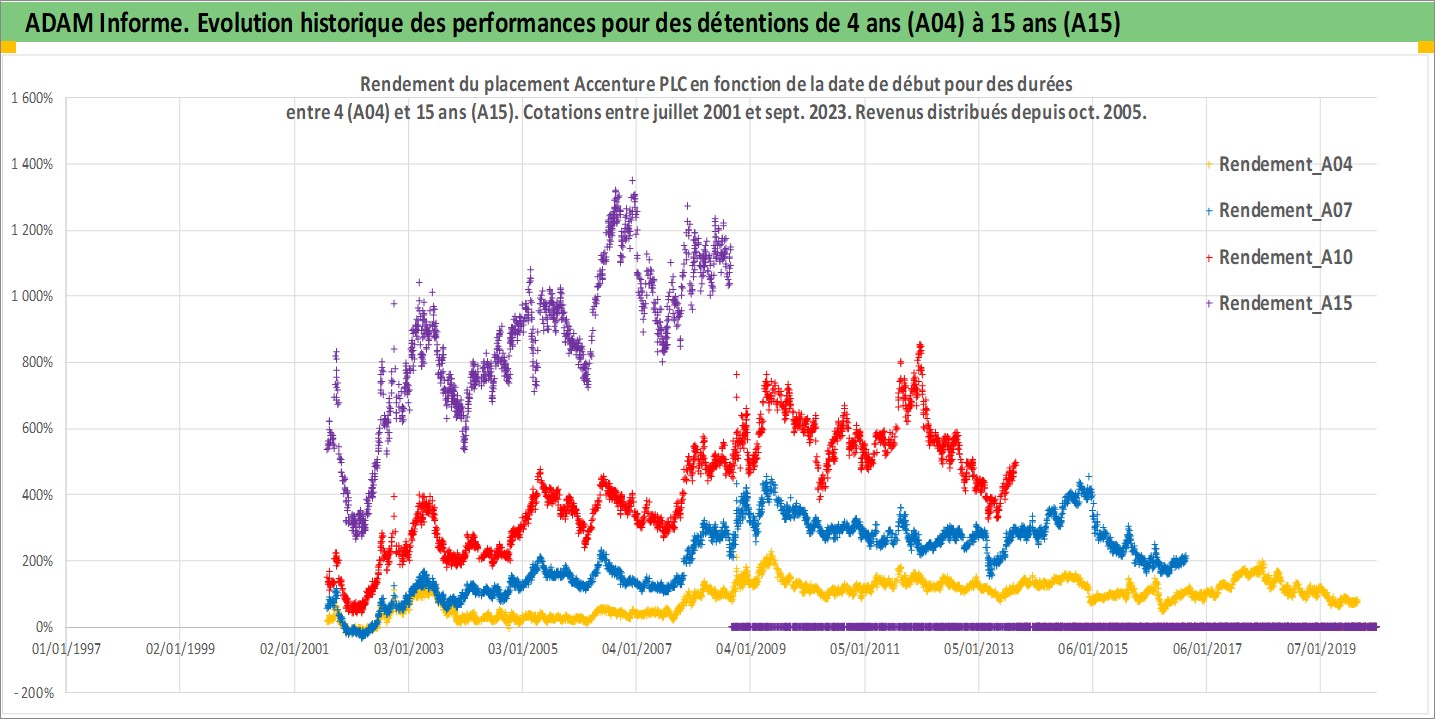 ADAM Informe. Evolution historique des performances pour des détentions de 4 ans (A04) à 15 ans (A15)
Rendement du placement Accenture PLC en fonction de la date de début pour des durées
entre 4 (A04) et 15 ans (A15). Cotations entre juillet 2001 et sept. 2023. Revenus distribués depuis oct. 2005.
1 600%
1 400%
1 200%
1 000%
800%
600%
400%
200%
0%
-200%
Rendement_A04
Rendement_A07
Rendement_A10
Rendement_A15
01/01/1997 02/01/1999 02/01/2001 03/01/2003 03/01/2005 04/01/2007 04/01/2009 05/01/2011 05/01/2013 06/01/2015 06/01/2017 07/01/2019